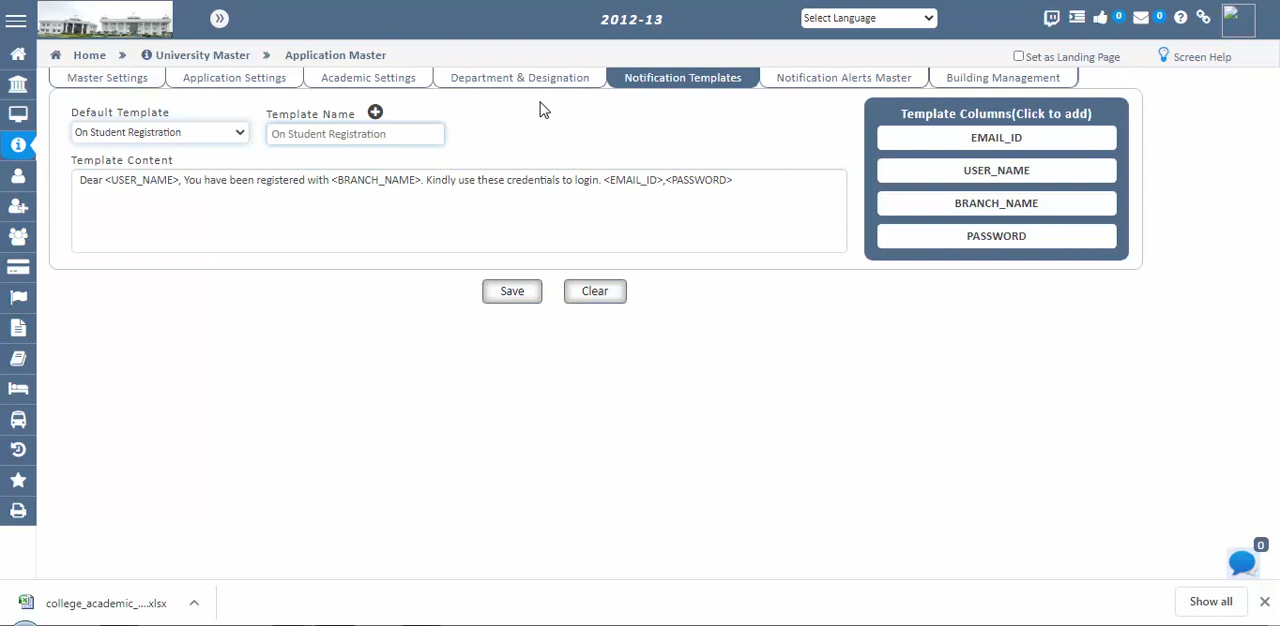 2012-13
Select Language
0
0
Home » University Master » Application Master
Set as Landing Page
Screen Help
Master Settings
Application Settings
Academic Settings
Department & Designation
Notification Templates
Notification Alerts Master
Building Management
Default Template
Template Name
On Student Registration
On Student Registration
Template Content
Dear <USER_NAME>, You have been registered with <BRANCH_NAME>. Kindly use these credentials to login. <EMAIL_ID>,<PASSWORD>
Template Columns(Click to add)
EMAIL_ID
USER_NAME
BRANCH_NAME
PASSWORD
Save
Clear
0
college_academic_....xlsx
Show all